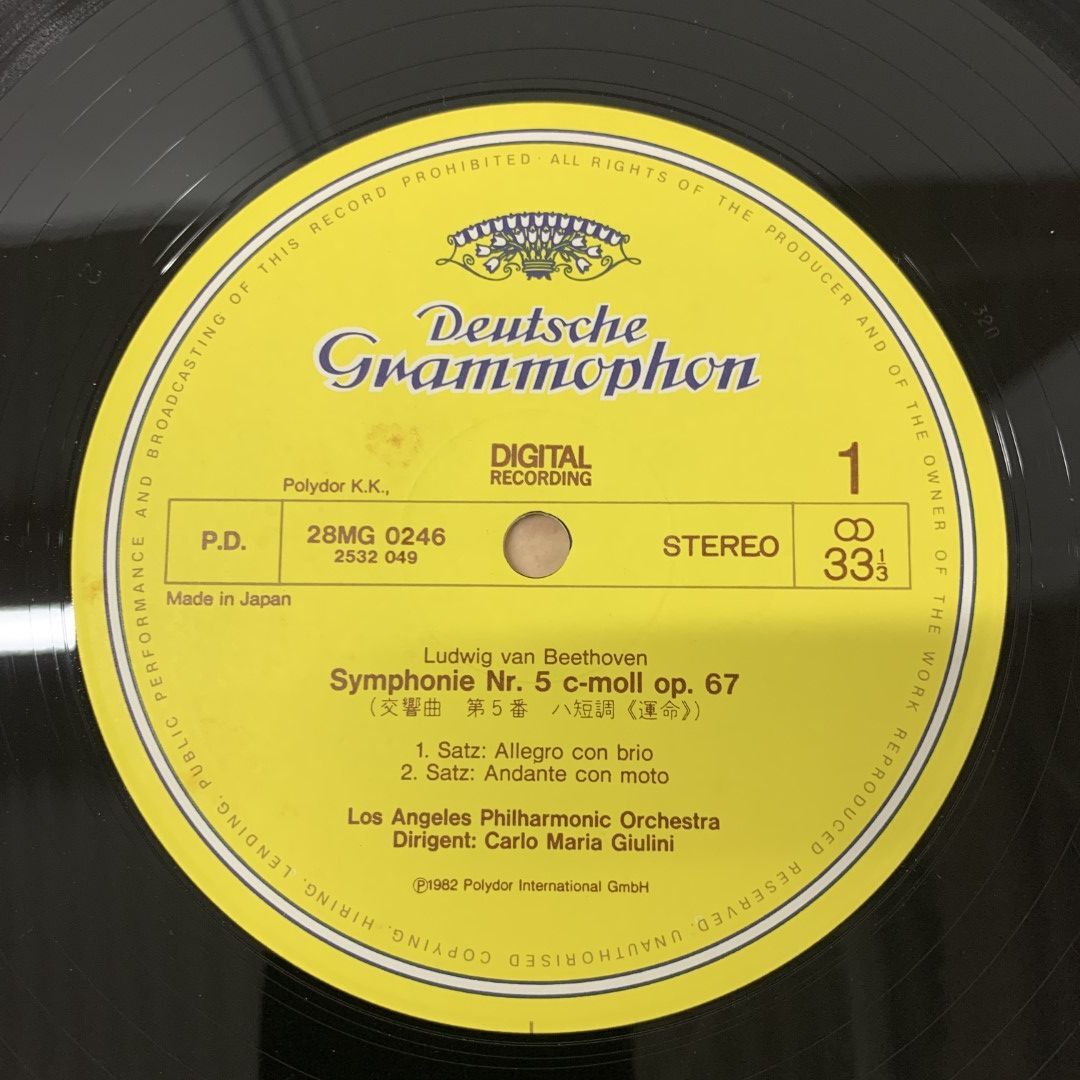 Deutsche
Grammophon
DIGITAL
RECORDING
1
Polydor K.K.,
P.D.
28MG 0246
2532 049
STEREO
33⅓
Made in Japan
Ludwig van Beethoven
Symphonie Nr. 5 c-moll op. 67
(交響曲 第5番 ハ短調《運命》)
1. Satz: Allegro con brio
2. Satz: Andante con moto
Los Angeles Philharmonic Orchestra
Dirigent: Carlo Maria Giulini
℗1982 Polydor International GmbH
ALL RIGHTS OF THE PRODUCER AND OF THE OWNER OF THE WORK REPRODUCED RESERVED. UNAUTHORISED COPYING, HIRING, LENDING, PUBLIC PERFORMANCE AND BROADCASTING OF THIS RECORD PROHIBITED ·
320